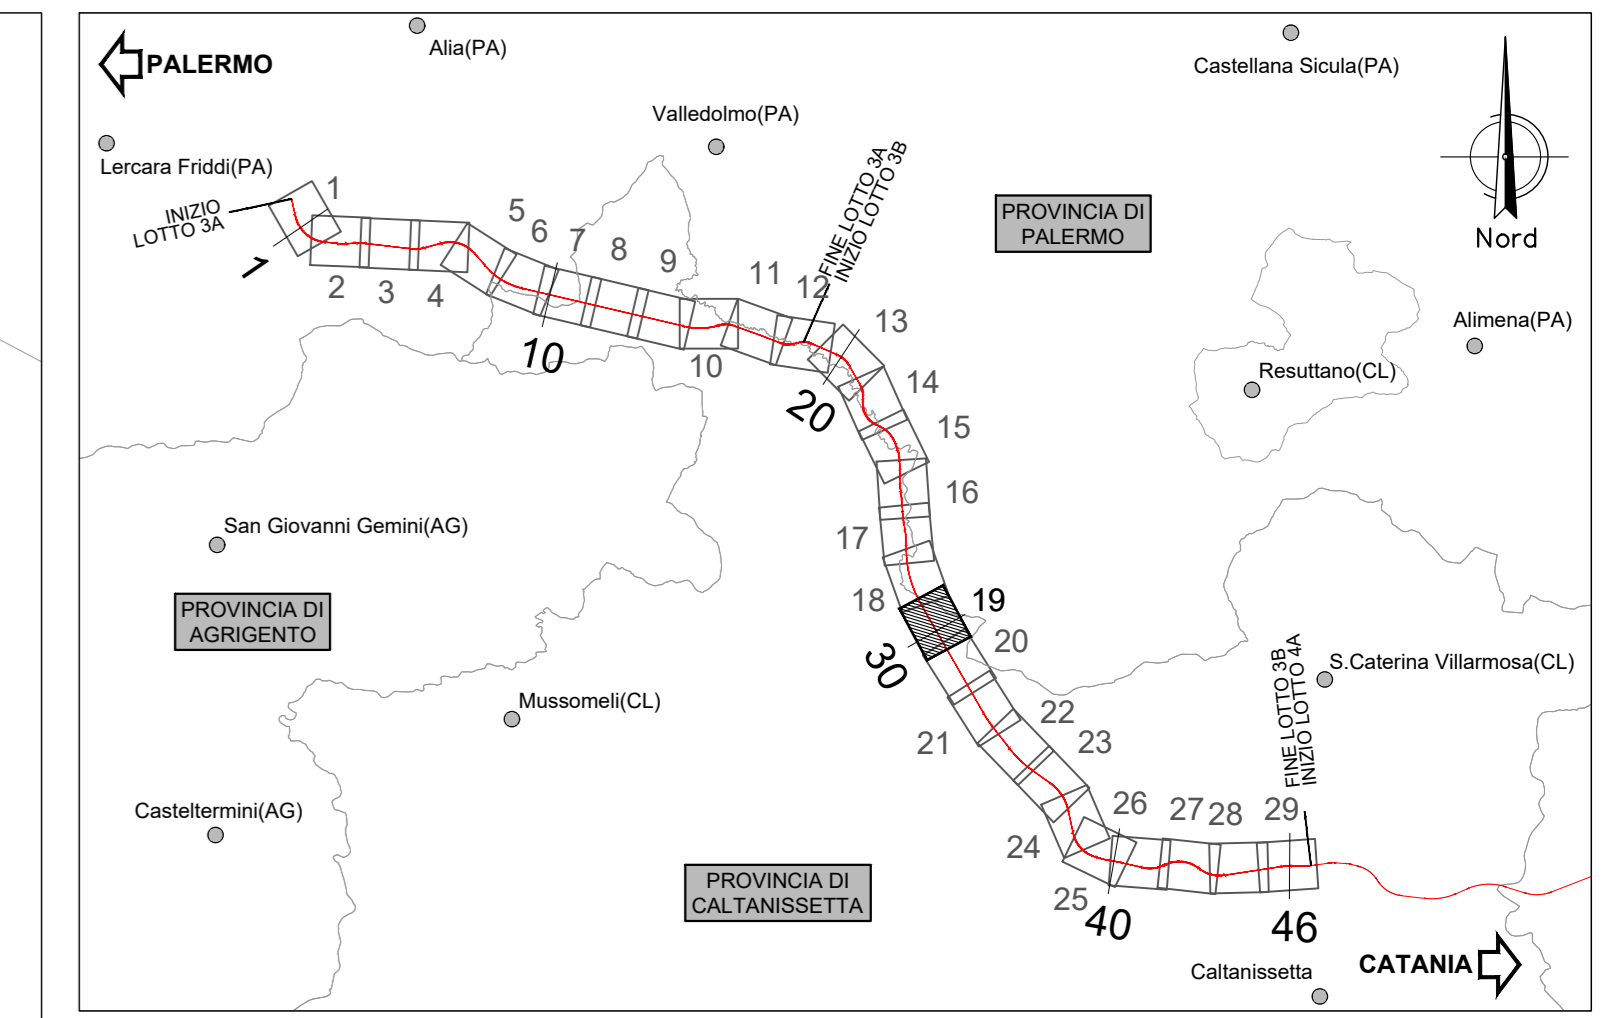 Alia(PA)
PALERMO
Castellana Sicula(PA)
Valledolmo(PA)
Lercara Friddi(PA)
INIZIO
LOTTO 3A
FINE LOTTO 3A
INIZIO LOTTO 3B
PROVINCIA DI
PALERMO
Nord
1
1
2
3
4
5
6
7
8
9
10
10
11
12
13
20
14
15
16
17
18
19
20
30
21
22
23
24
25
26
27
28
29
40
46
Alimena(PA)
Resuttano(CL)
San Giovanni Gemini(AG)
PROVINCIA DI
AGRIGENTO
Mussomeli(CL)
S.Caterina Villarmosa(CL)
FINE LOTTO 3B
INIZIO LOTTO 4A
Casteltermini(AG)
PROVINCIA DI
CALTANISSETTA
Caltanissetta
CATANIA